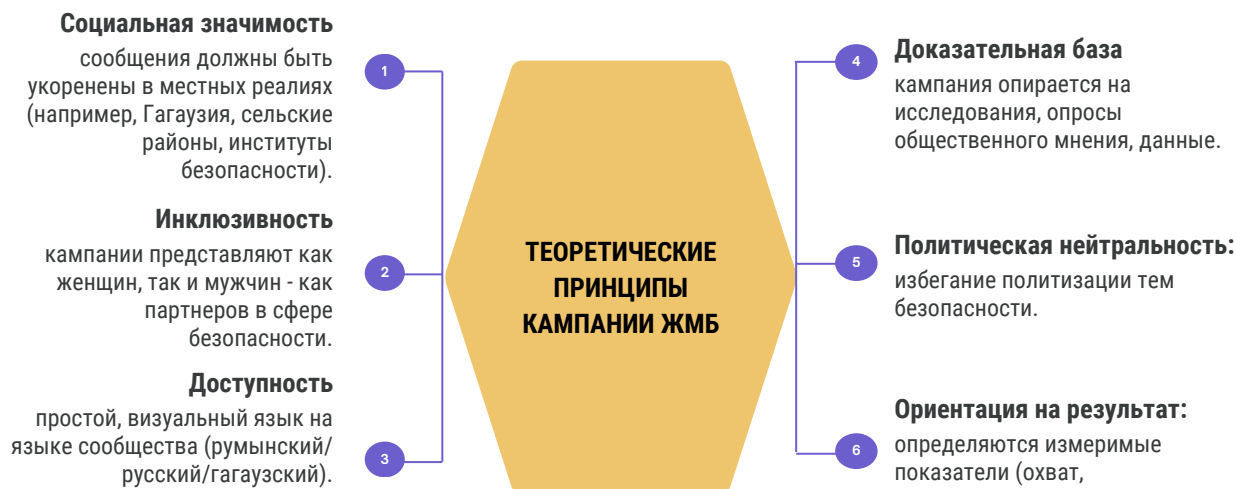 Социальная значимость
сообщения должны быть
укоренены в местных реалиях
(например, Гагаузия, сельские
районы, институты
безопасности).
1
Инклюзивность
кампании представляют как
женщин, так и мужчин - как
партнеров в сфере
безопасности.
2
Доступность
простой, визуальный язык на
языке сообщества (румынский/
русский/гагаузский).
3
ТЕОРЕТИЧЕСКИЕ
ПРИНЦИПЫ
КАМПАНИИ ЖМБ
4
Доказательная база
кампания опирается на
исследования, опросы
общественного мнения, данные.
5
Политическая нейтральность:
избегание политизации тем
безопасности.
6
Ориентация на результат:
определяются измеримые
показатели (охват,